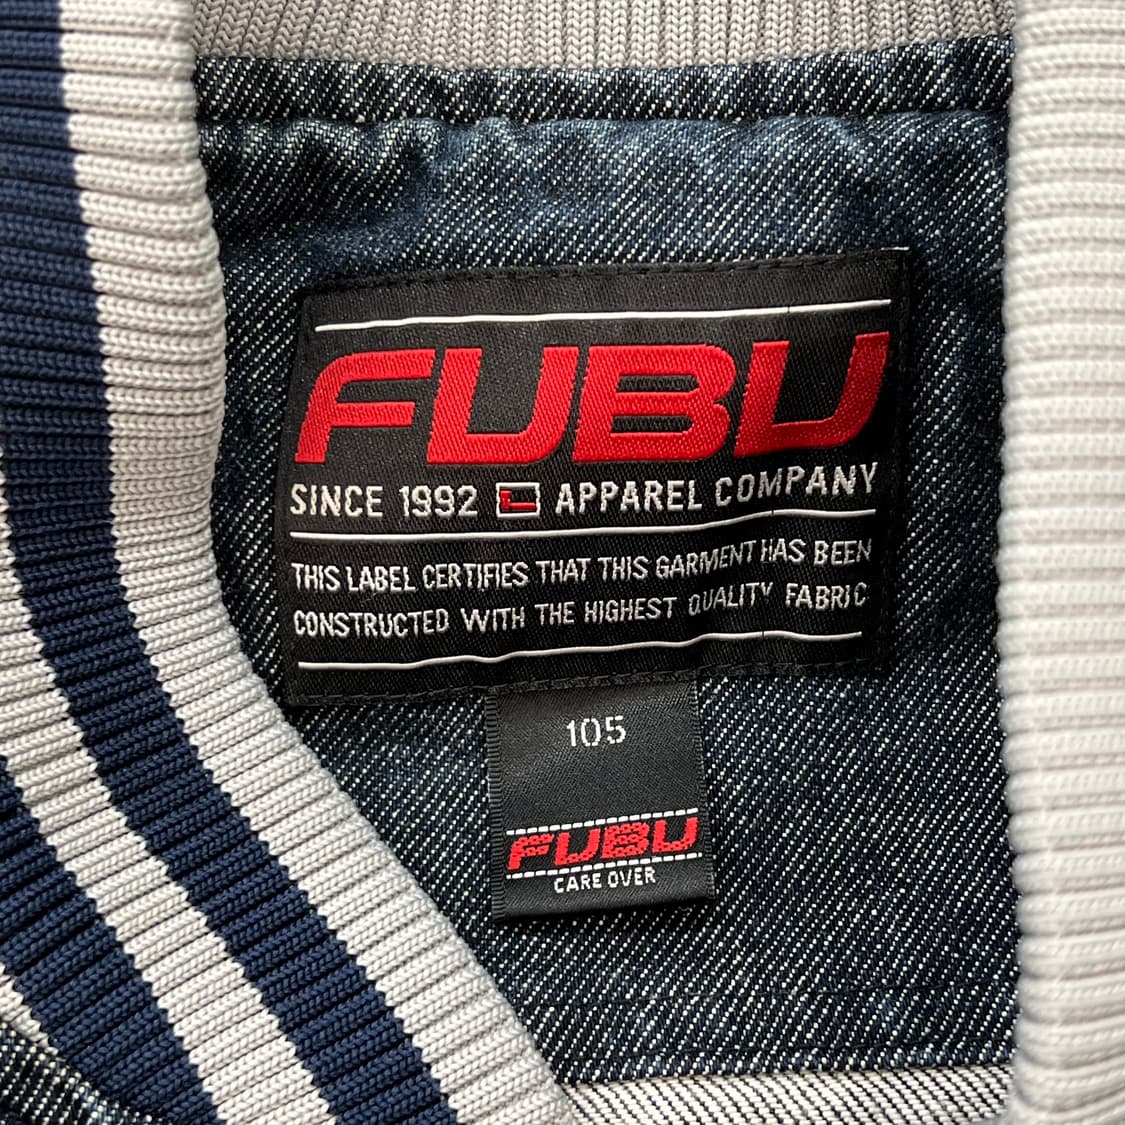 FUBU
SINCE 1992 APPAREL COMPANY
THIS LABEL CERTIFIES THAT THIS GARMENT HAS BEEN
CONSTRUCTED WITH THE HIGHEST QUALITY FABRIC
105
FUBU
CARE OVER